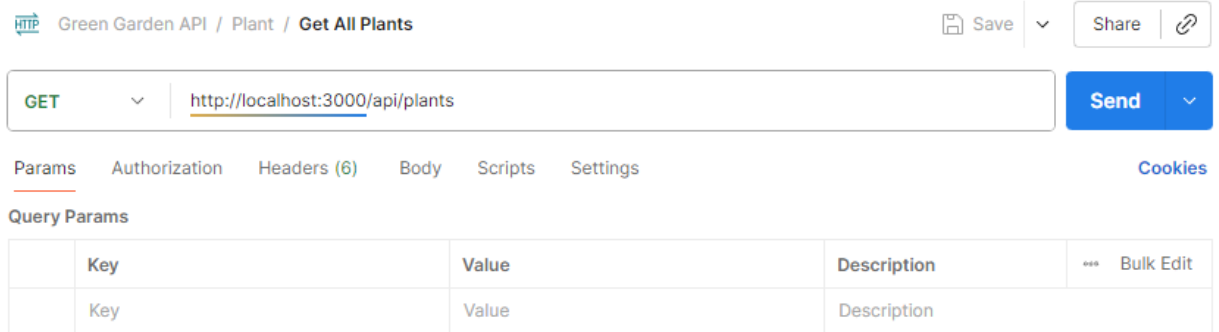 HTTP Green Garden API / Plant / Get All Plants Save Share
GET http://localhost:3000/api/plants Send
Params Authorization Headers (6) Body Scripts Settings Cookies
Query Params
Key Value Description Bulk Edit
Key Value Description